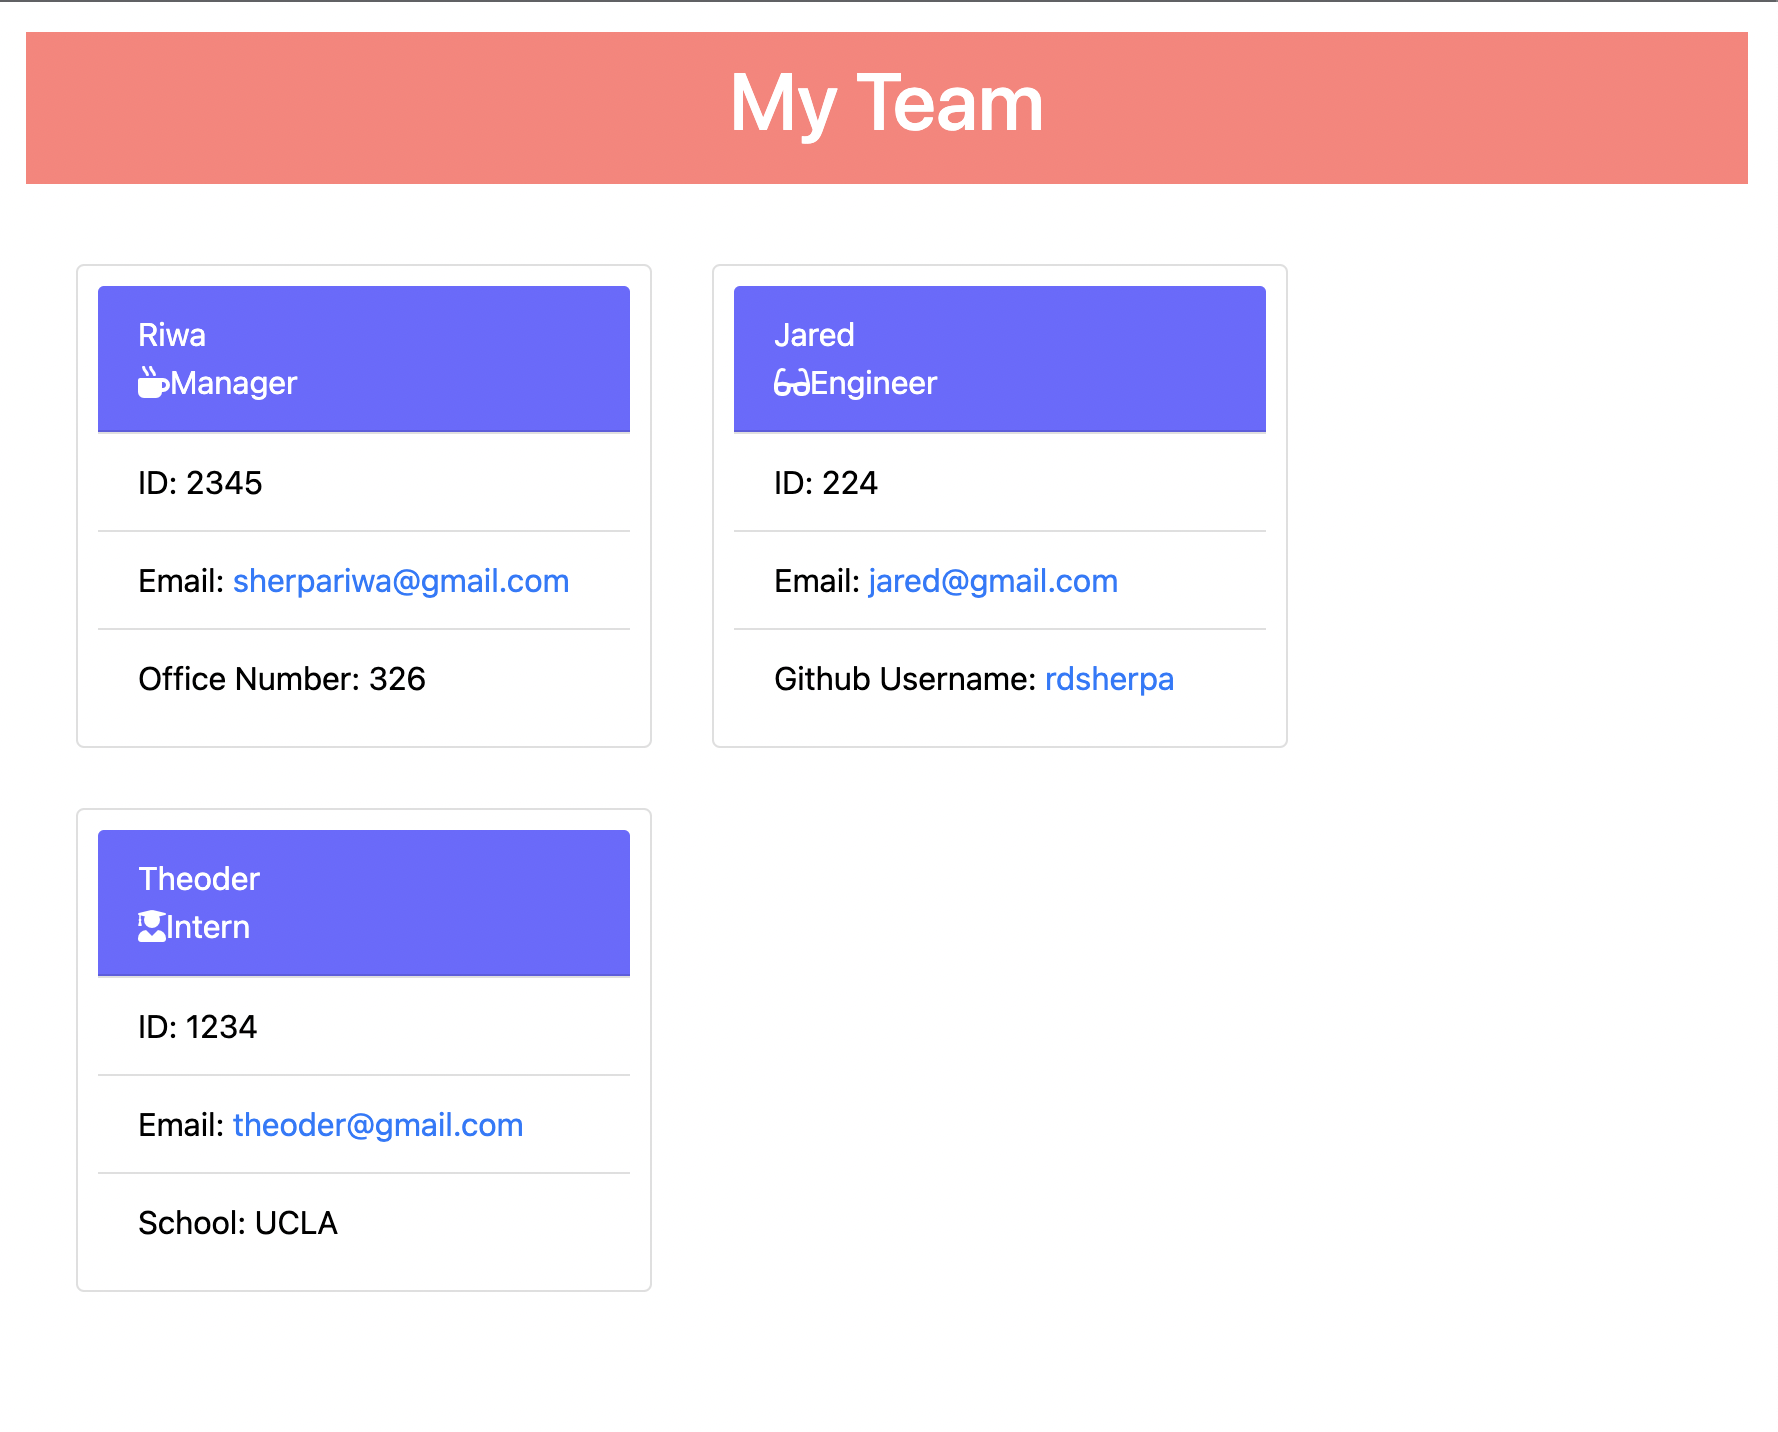 My Team
Riwa
Manager
ID: 2345
Email: sherpariwa@gmail.com
Office Number: 326
Jared
Engineer
ID: 224
Email: jared@gmail.com
Github Username: rdsherpa
Theoder
Intern
ID: 1234
Email: theoder@gmail.com
School: UCLA